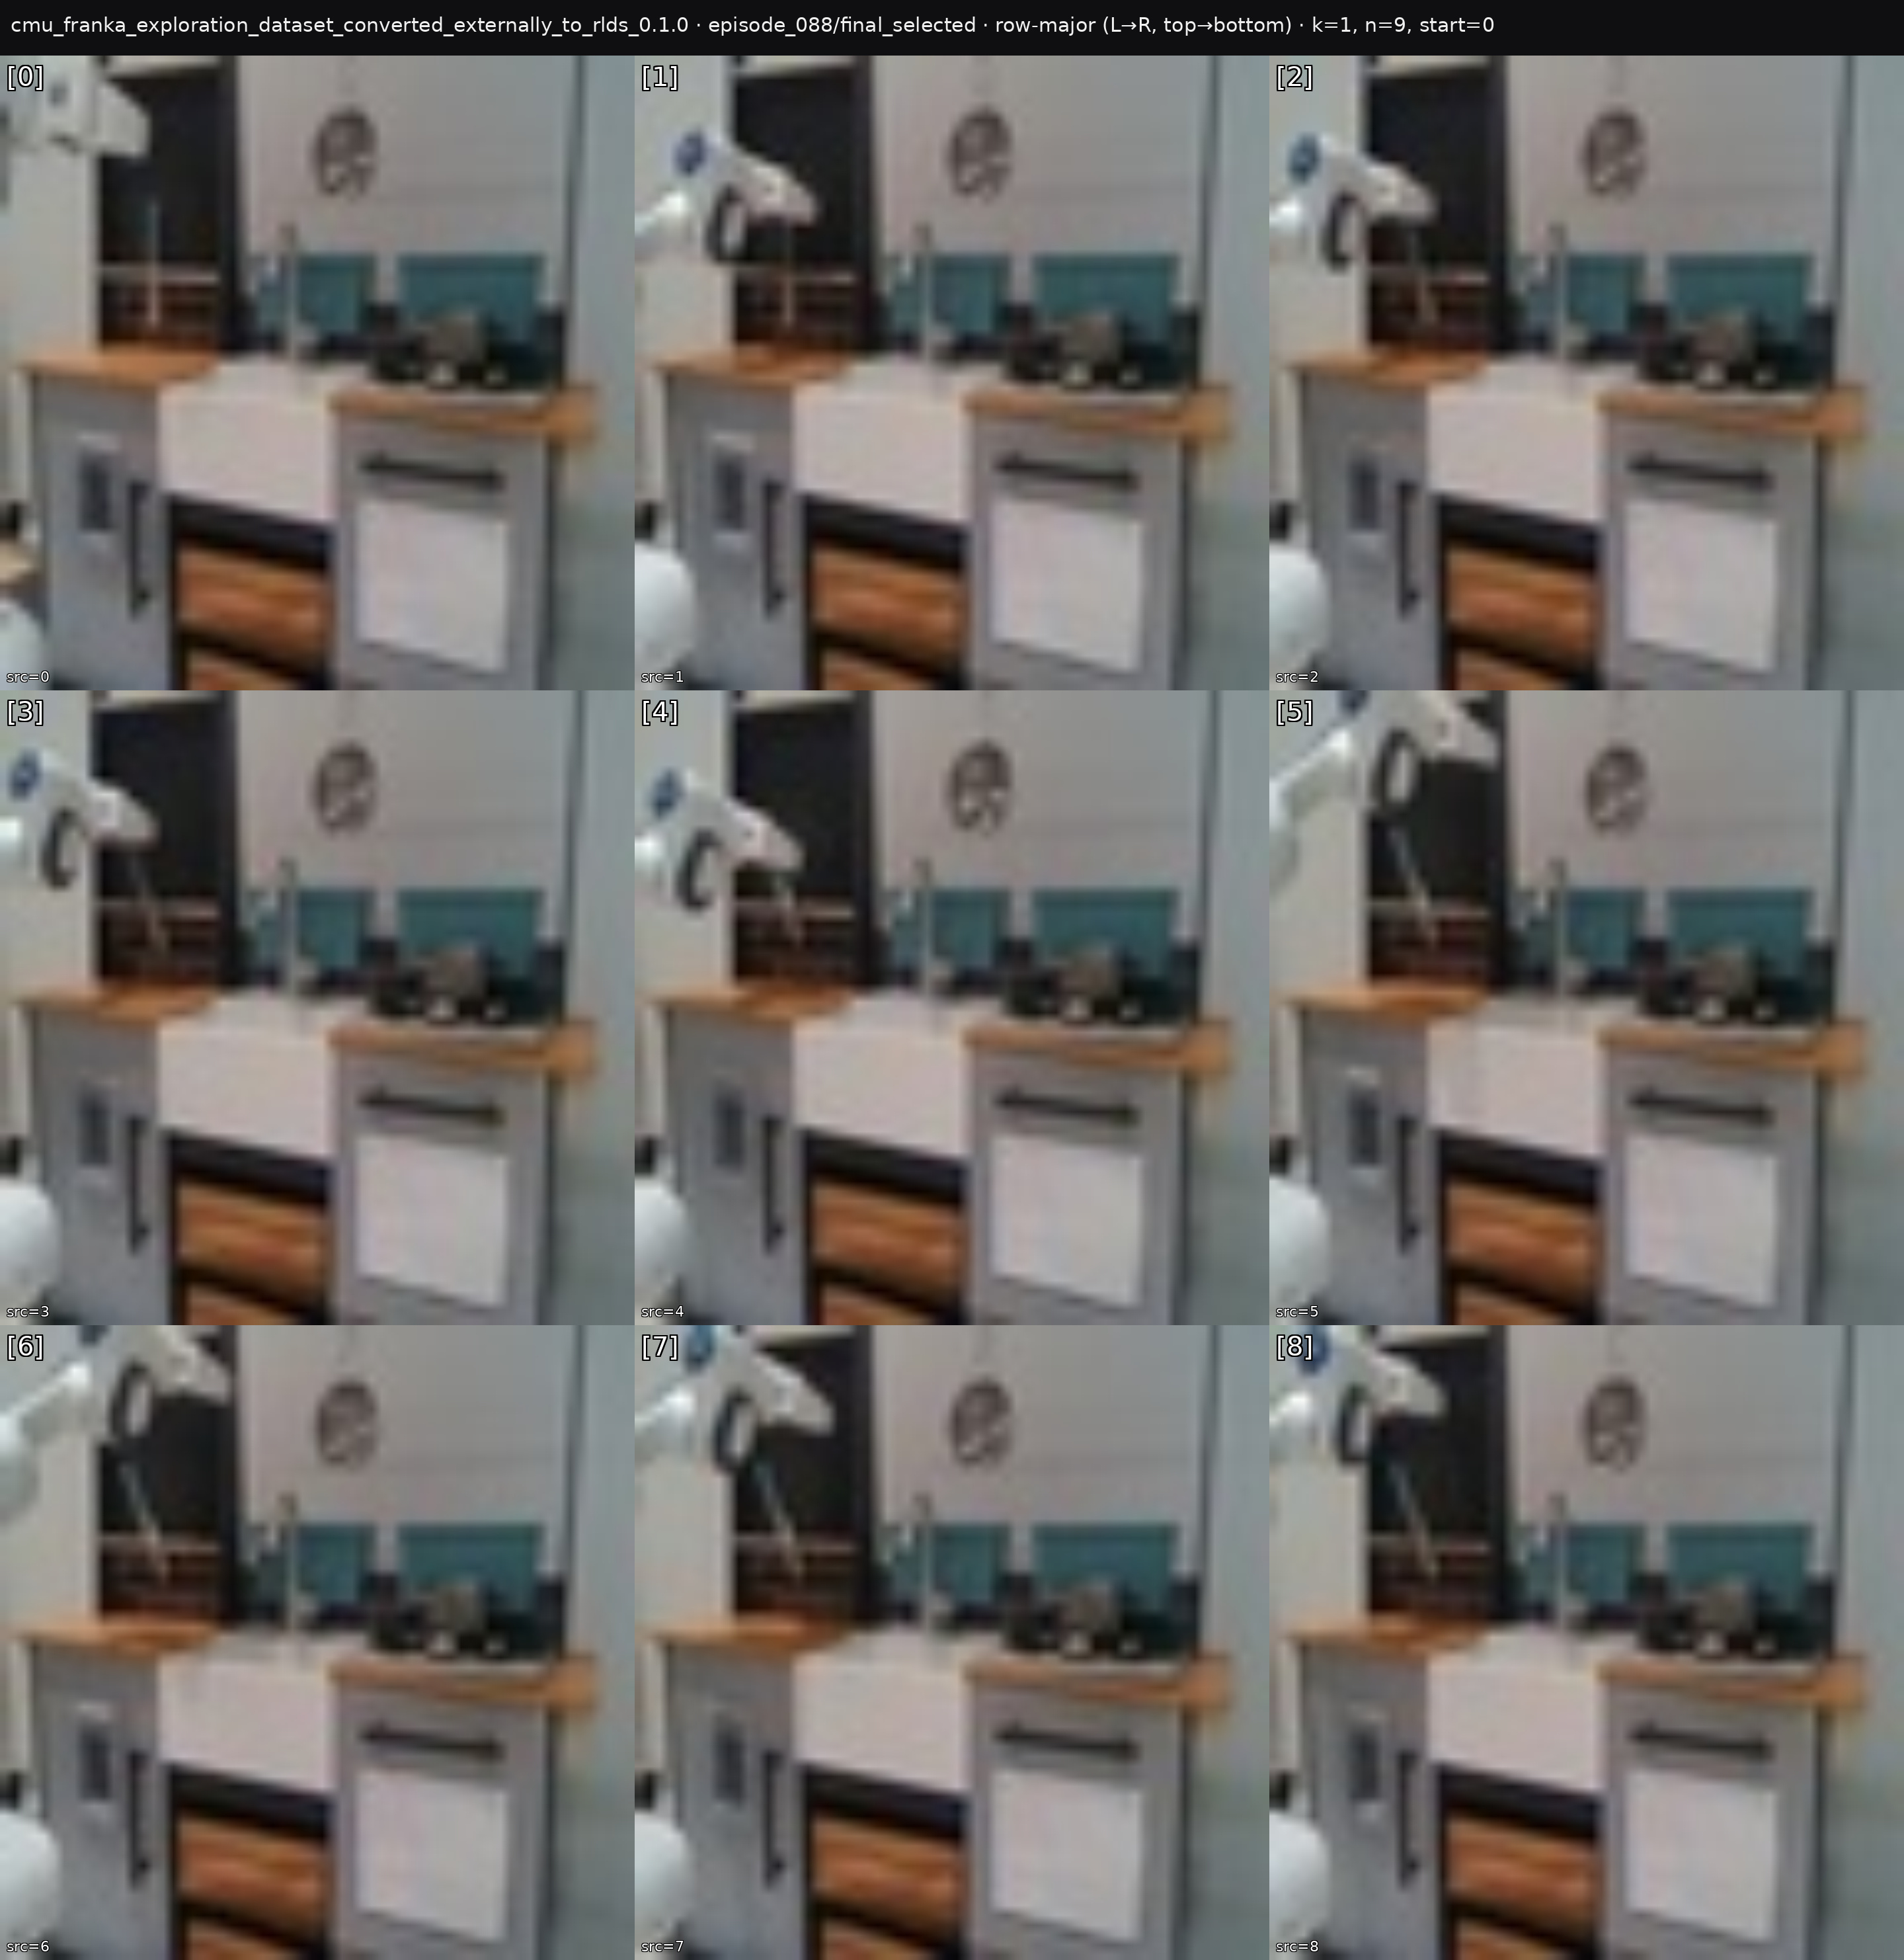 cmu_franka_exploration_dataset_converted_externally_to_rlds_0.1.0 · episode_088/final_selected · row-major (L→R, top→bottom) · k=1, n=9, start=0
[0]
[1]
[2]
src=0
src=1
src=2
[3]
[4]
[5]
src=3
src=4
src=5
[6]
[7]
[8]
src=6
src=7
src=8